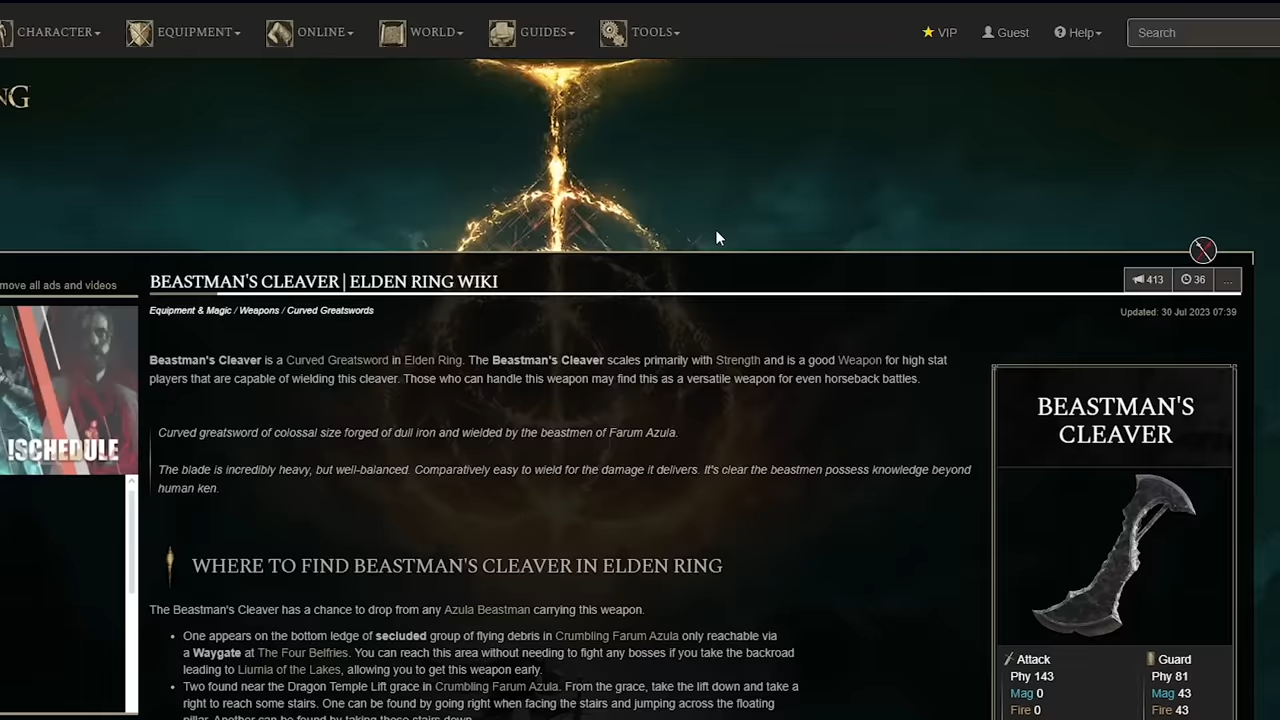 CHARACTER
EQUIPMENT
ONLINE
WORLD
GUIDES
TOOLS
VIP
Guest
Help
Search
NG
move all ads and videos
BEASTMAN'S CLEAVER | ELDEN RING WIKI
413
36
...
Equipment & Magic / Weapons / Curved Greatswords
Updated: 30 Jul 2023 07:39
!SCHEDULE
Beastman's Cleaver is a Curved Greatsword in Elden Ring. The Beastman's Cleaver scales primarily with Strength and is a good Weapon for high stat
players that are capable of wielding this cleaver. Those who can handle this weapon may find this as a versatile weapon for even horseback battles.
Curved greatsword of colossal size forged of dull iron and wielded by the beastmen of Farum Azula.
The blade is incredibly heavy, but well-balanced. Comparatively easy to wield for the damage it delivers. It's clear the beastmen possess knowledge beyond
human ken.
WHERE TO FIND BEASTMAN'S CLEAVER IN ELDEN RING
The Beastman's Cleaver has a chance to drop from any Azula Beastman carrying this weapon.
• One appears on the bottom ledge of secluded group of flying debris in Crumbling Farum Azula only reachable via
a Waygate at The Four Belfries. You can reach this area without needing to fight any bosses if you take the backroad
leading to Liurnia of the Lakes, allowing you to get this weapon early.
• Two found near the Dragon Temple Lift grace in Crumbling Farum Azula. From the grace, take the lift down and take a
right to reach some stairs. One can be found by going right when facing the stairs and jumping across the floating
pillar. Another can be found by taking those stairs down
BEASTMAN'S
CLEAVER
Attack
Phy 143
Mag 0
Fire 0
Guard
Phy 81
Mag 43
Fire 43